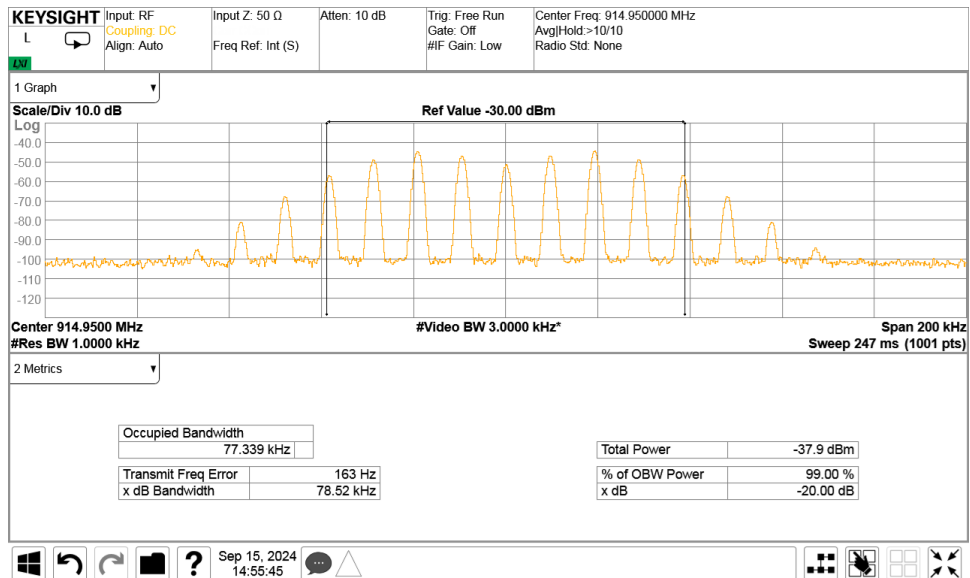 KEYSIGHT
L
LXI
Input: RF
Coupling: DC
Align: Auto
Input Z: 50 Ω
Freq Ref: Int (S)
Atten: 10 dB
Trig: Free Run
Gate: Off
#IF Gain: Low
Center Freq: 914.950000 MHz
Avg|Hold:>10/10
Radio Std: None
1 Graph
Scale/Div 10.0 dB
Ref Value -30.00 dBm
Log
-40.0
-50.0
-60.0
-70.0
-80.0
-90.0
-100
-110
-120
Center 914.9500 MHz
#Video BW 3.0000 kHz*
Span 200 kHz
#Res BW 1.0000 kHz
Sweep 247 ms (1001 pts)
2 Metrics
Occupied Bandwidth
77.339 kHz
Total Power -37.9 dBm
Transmit Freq Error 163 Hz
% of OBW Power 99.00 %
x dB Bandwidth 78.52 kHz
x dB -20.00 dB
?
Sep 15, 2024
14:55:45